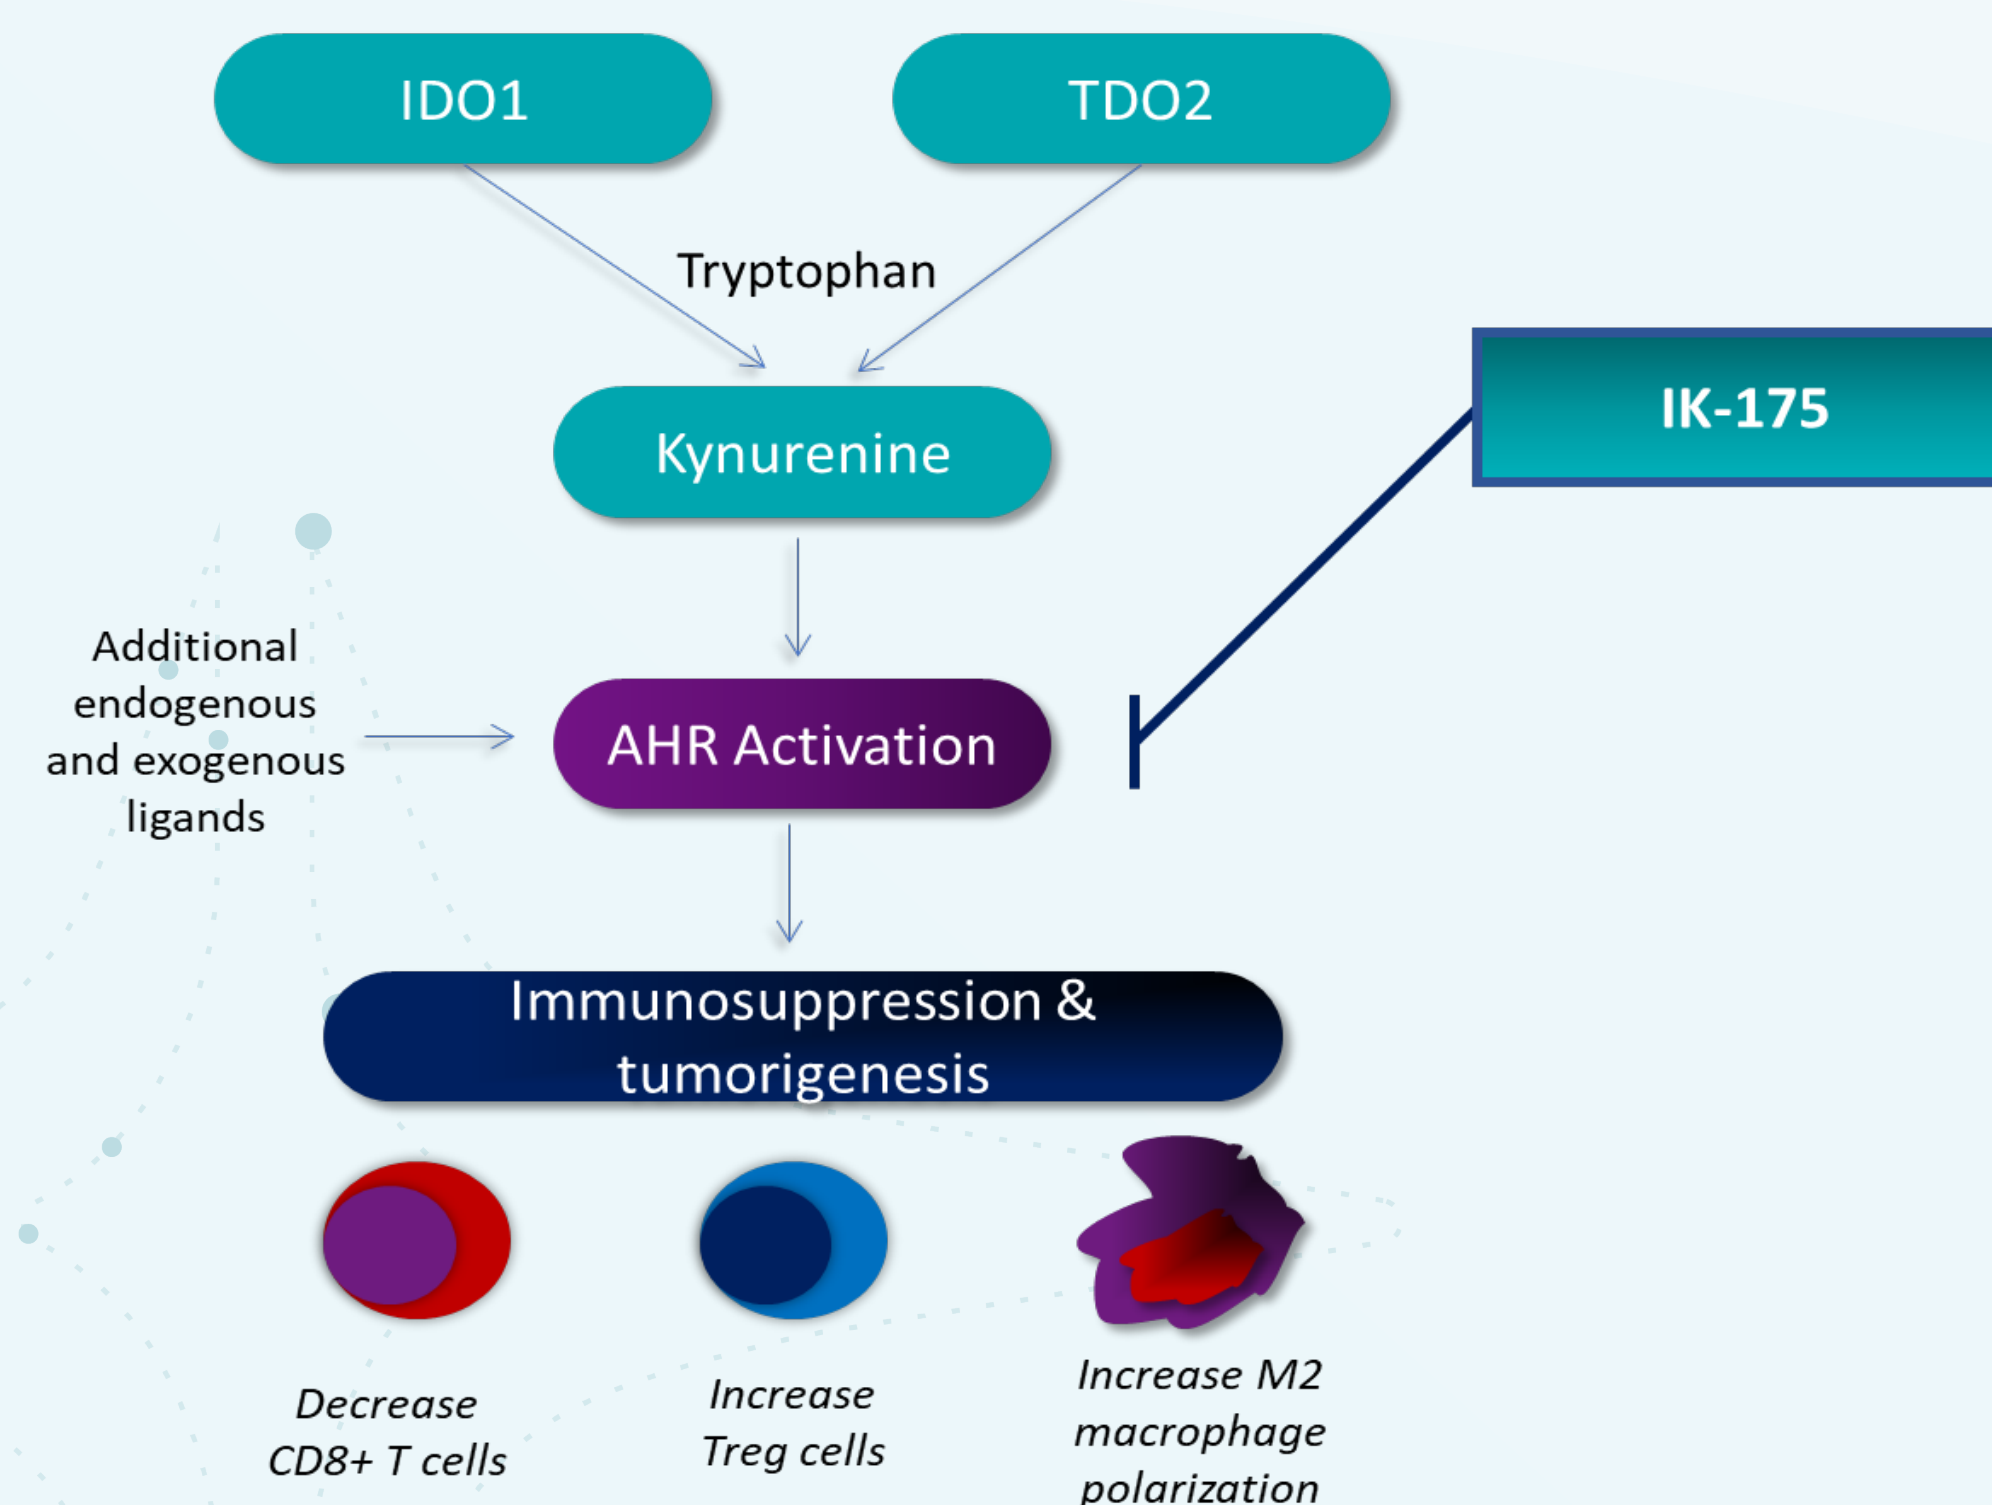 IDO1
TDO2
Tryptophan
IK-175
Kynurenine
Additional
endogenous
and exogenous
ligands
AHR Activation
Immunosuppression &
tumorigenesis
Decrease
CD8+ T cells
Increase
Treg cells
Increase M2
macrophage
polarization